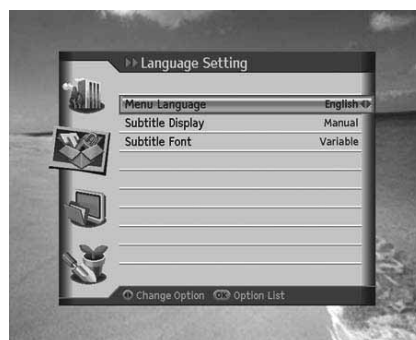 Language Setting
Menu Language English
Subtitle Display Manual
Subtitle Font Variable
Change Option OK Option List